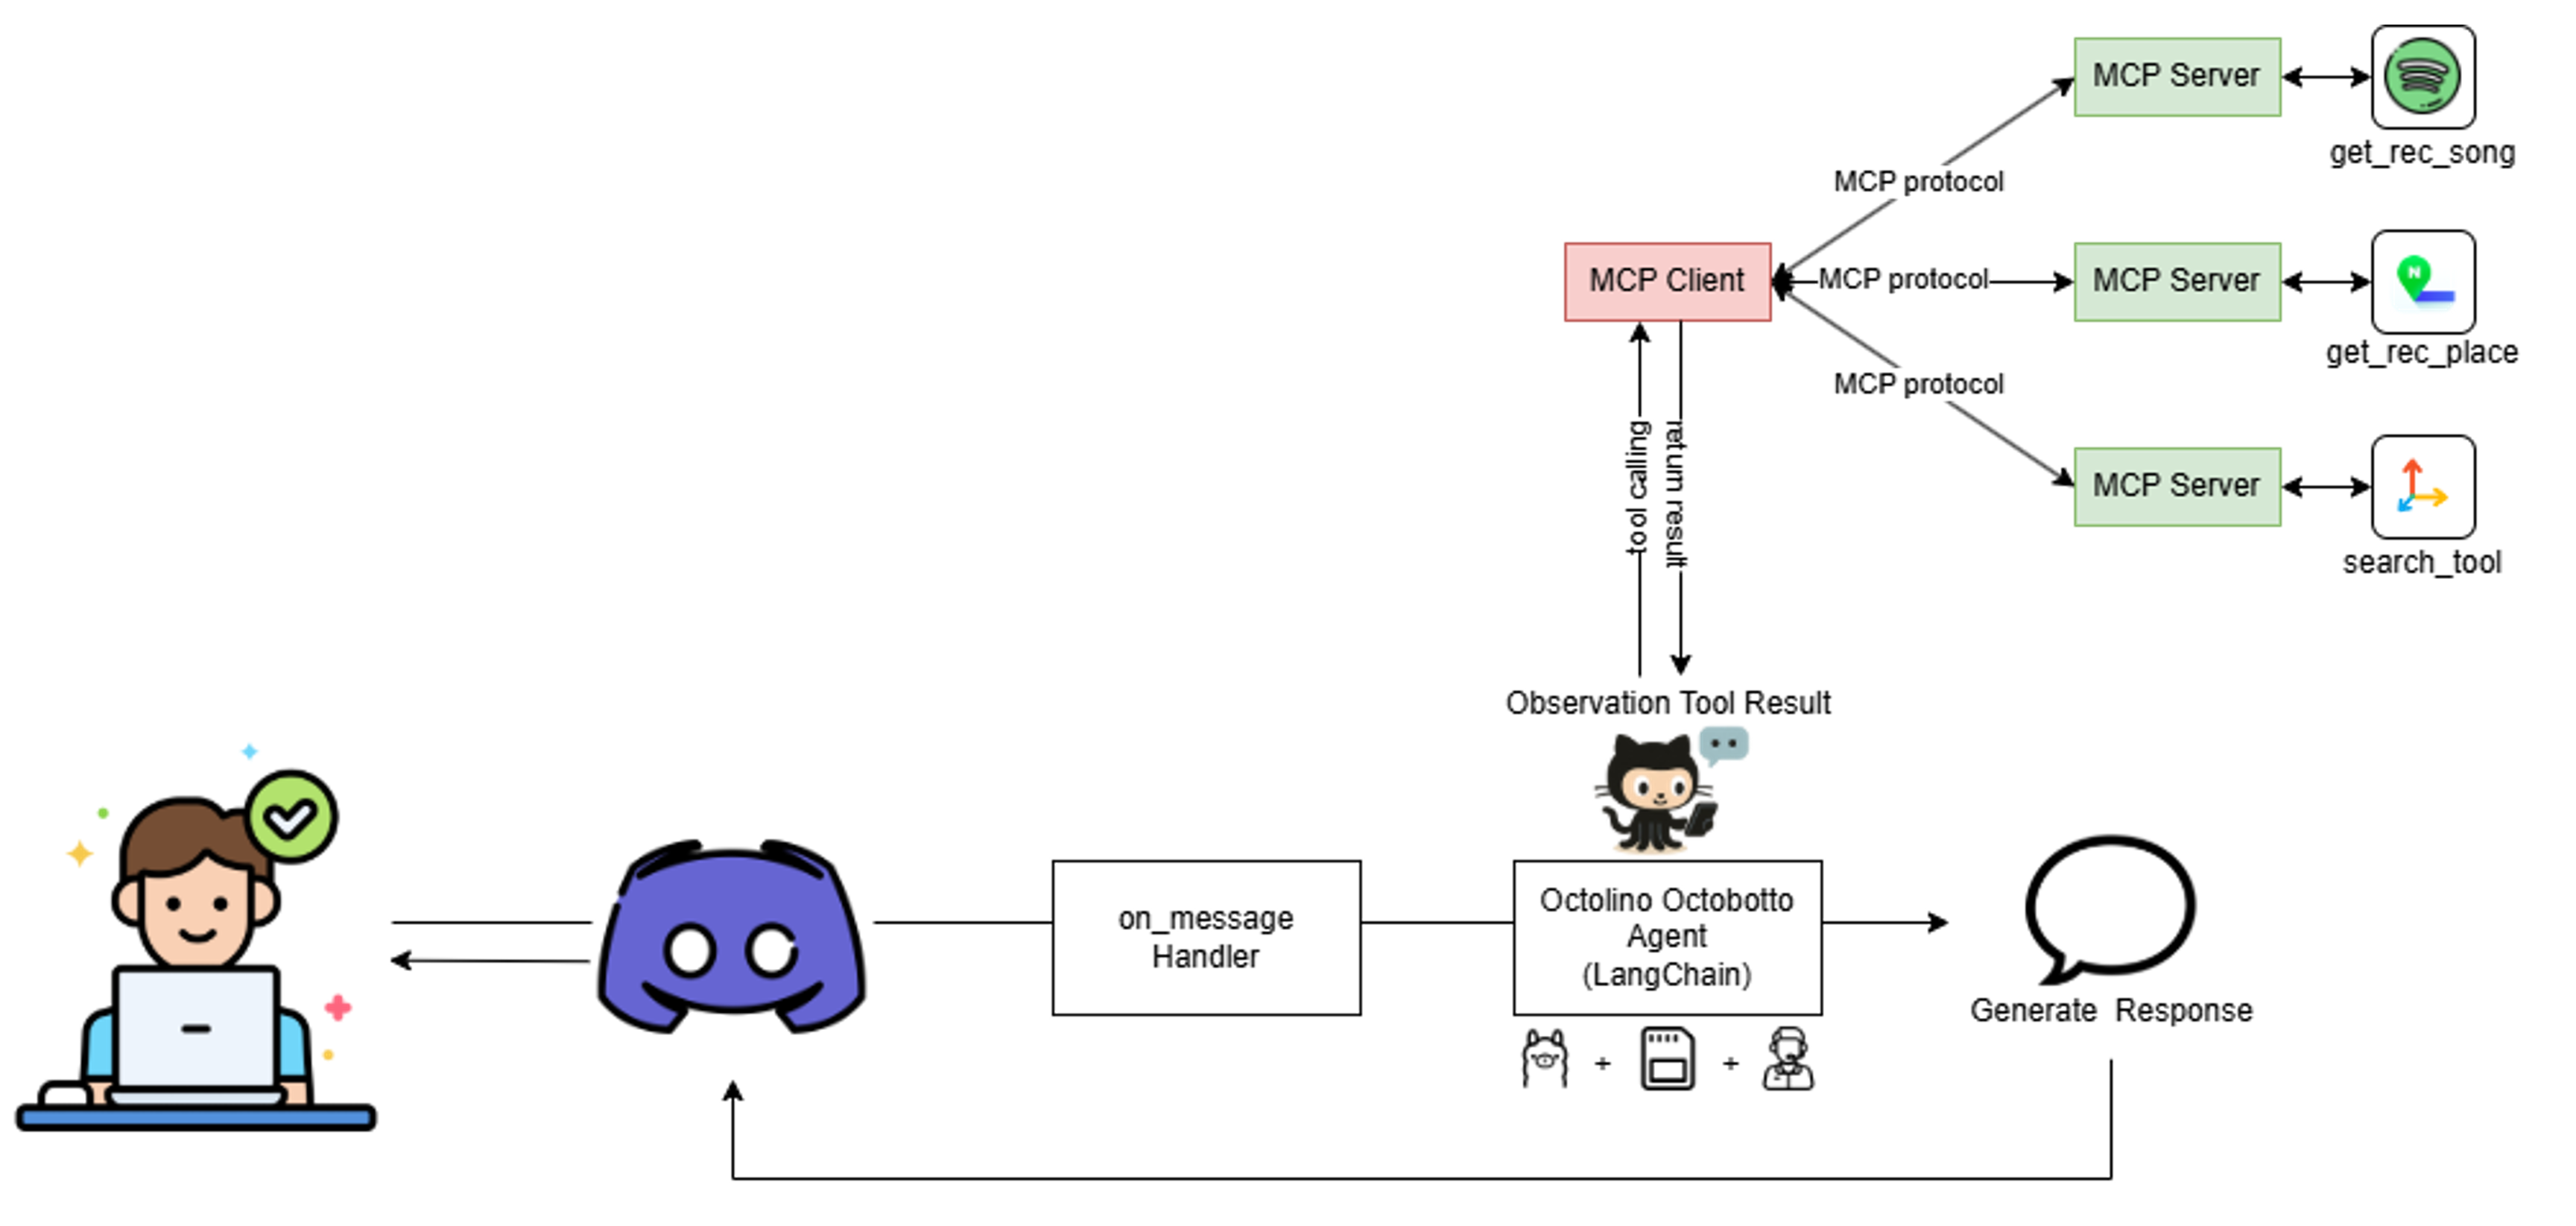 MCP Server
get_rec_song
MCP protocol
MCP Client
MCP protocol
MCP Server
N
get_rec_place
MCP protocol
MCP Server
search_tool
tool calling
return result
Observation Tool Result
on_message
Handler
Octolino Octobotto
Agent
(LangChain)
+
+
Generate Response